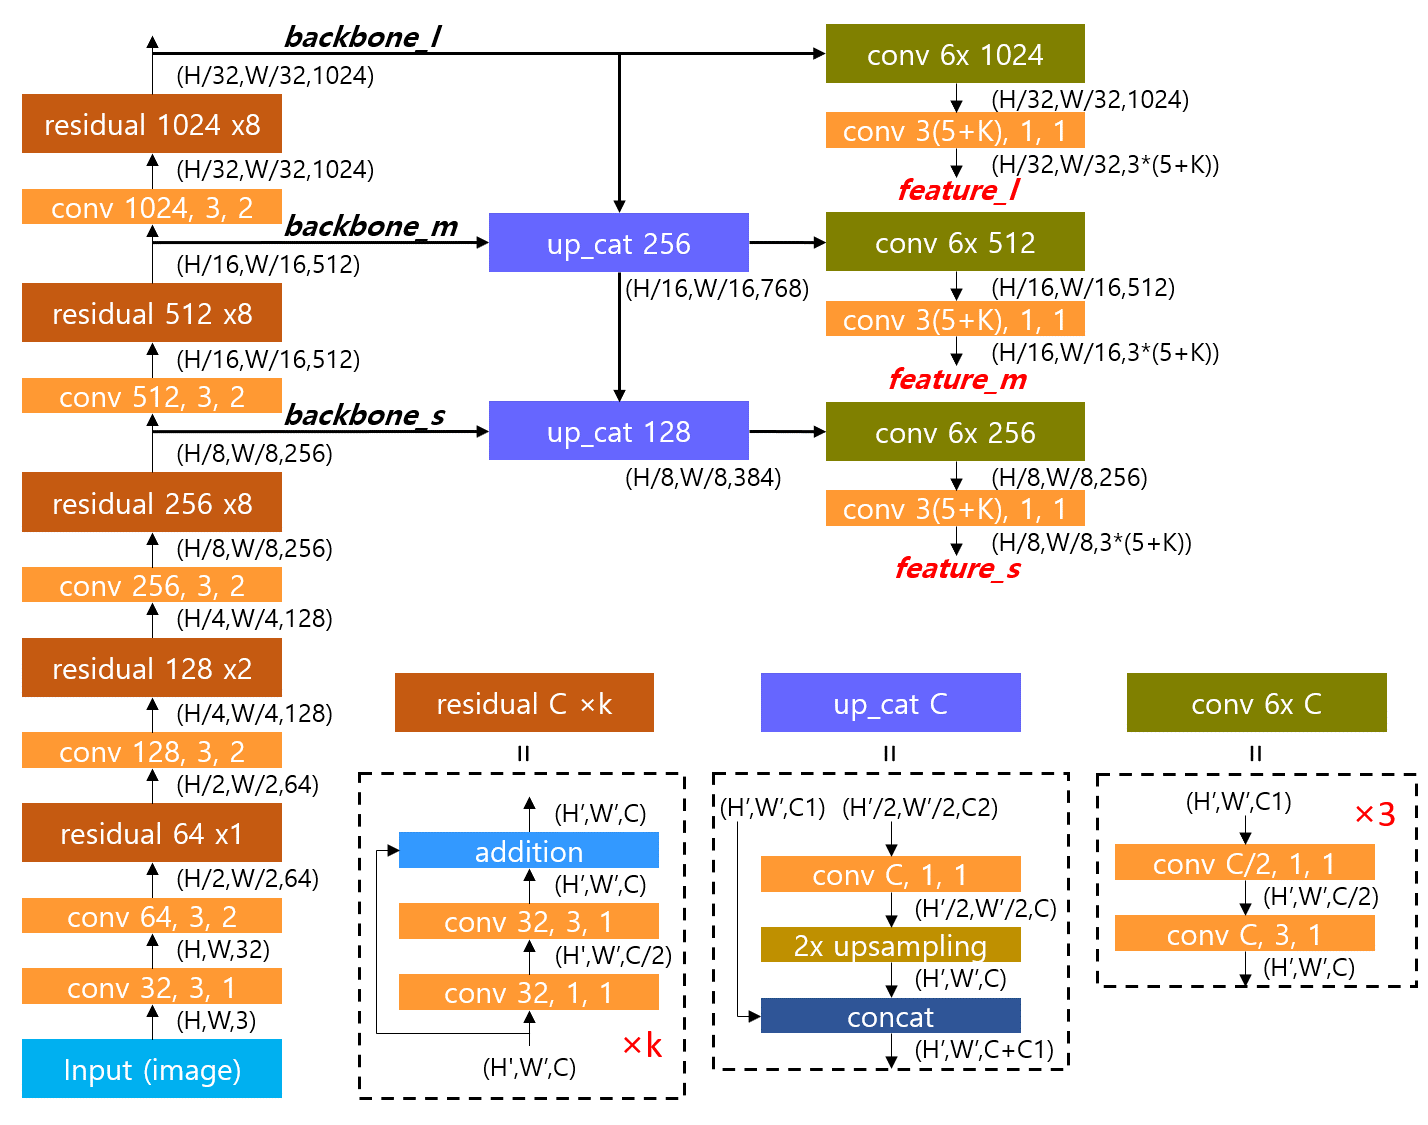 backbone_l
(H/32,W/32,1024)
residual 1024 x8
(H/32,W/32,1024)
conv 1024, 3, 2
backbone_m
(H/16,W/16,512)
residual 512 x8
(H/16,W/16,512)
conv 512, 3, 2
backbone_s
(H/8,W/8,256)
residual 256 x8
(H/8,W/8,256)
conv 256, 3, 2
(H/4,W/4,128)
residual 128 x2
(H/4,W/4,128)
conv 128, 3, 2
(H/2,W/2,64)
residual 64 x1
(H/2,W/2,64)
conv 64, 3, 2
(H,W,32)
conv 32, 3, 1
(H,W,3)
Input (image)
up_cat 256
(H/16,W/16,768)
up_cat 128
(H/8,W/8,384)
conv 6x 1024
(H/32,W/32,1024)
conv 3(5+K), 1, 1
(H/32,W/32,3*(5+K))
feature_l
conv 6x 512
(H/16,W/16,512)
conv 3(5+K), 1, 1
(H/16,W/16,3*(5+K))
feature_m
conv 6x 256
(H/8,W/8,256)
conv 3(5+K), 1, 1
(H/8,W/8,3*(5+K))
feature_s
residual C ×k
=
(H',W',C)
addition
(H',W',C)
conv 32, 3, 1
(H',W',C/2)
conv 32, 1, 1
×k
(H',W',C)
up_cat C
=
(H',W',C1) (H'/2,W'/2,C2)
conv C, 1, 1
(H'/2,W'/2,C)
2x upsampling
(H',W',C)
concat
(H',W',C+C1)
conv 6x C
=
(H',W',C1)
×3
conv C/2, 1, 1
(H',W',C/2)
conv C, 3, 1
(H',W',C)